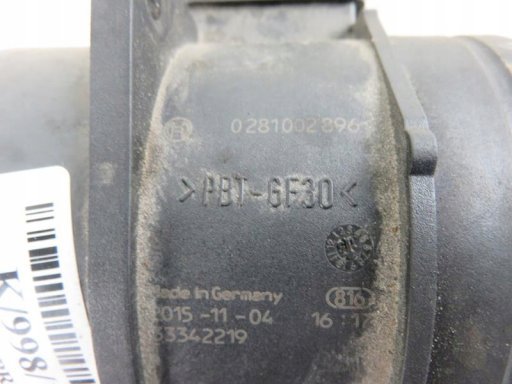 0281002896
>PBT-GF30<
Made in Germany 816
2015-11-04 16:17
33342219
K/998/